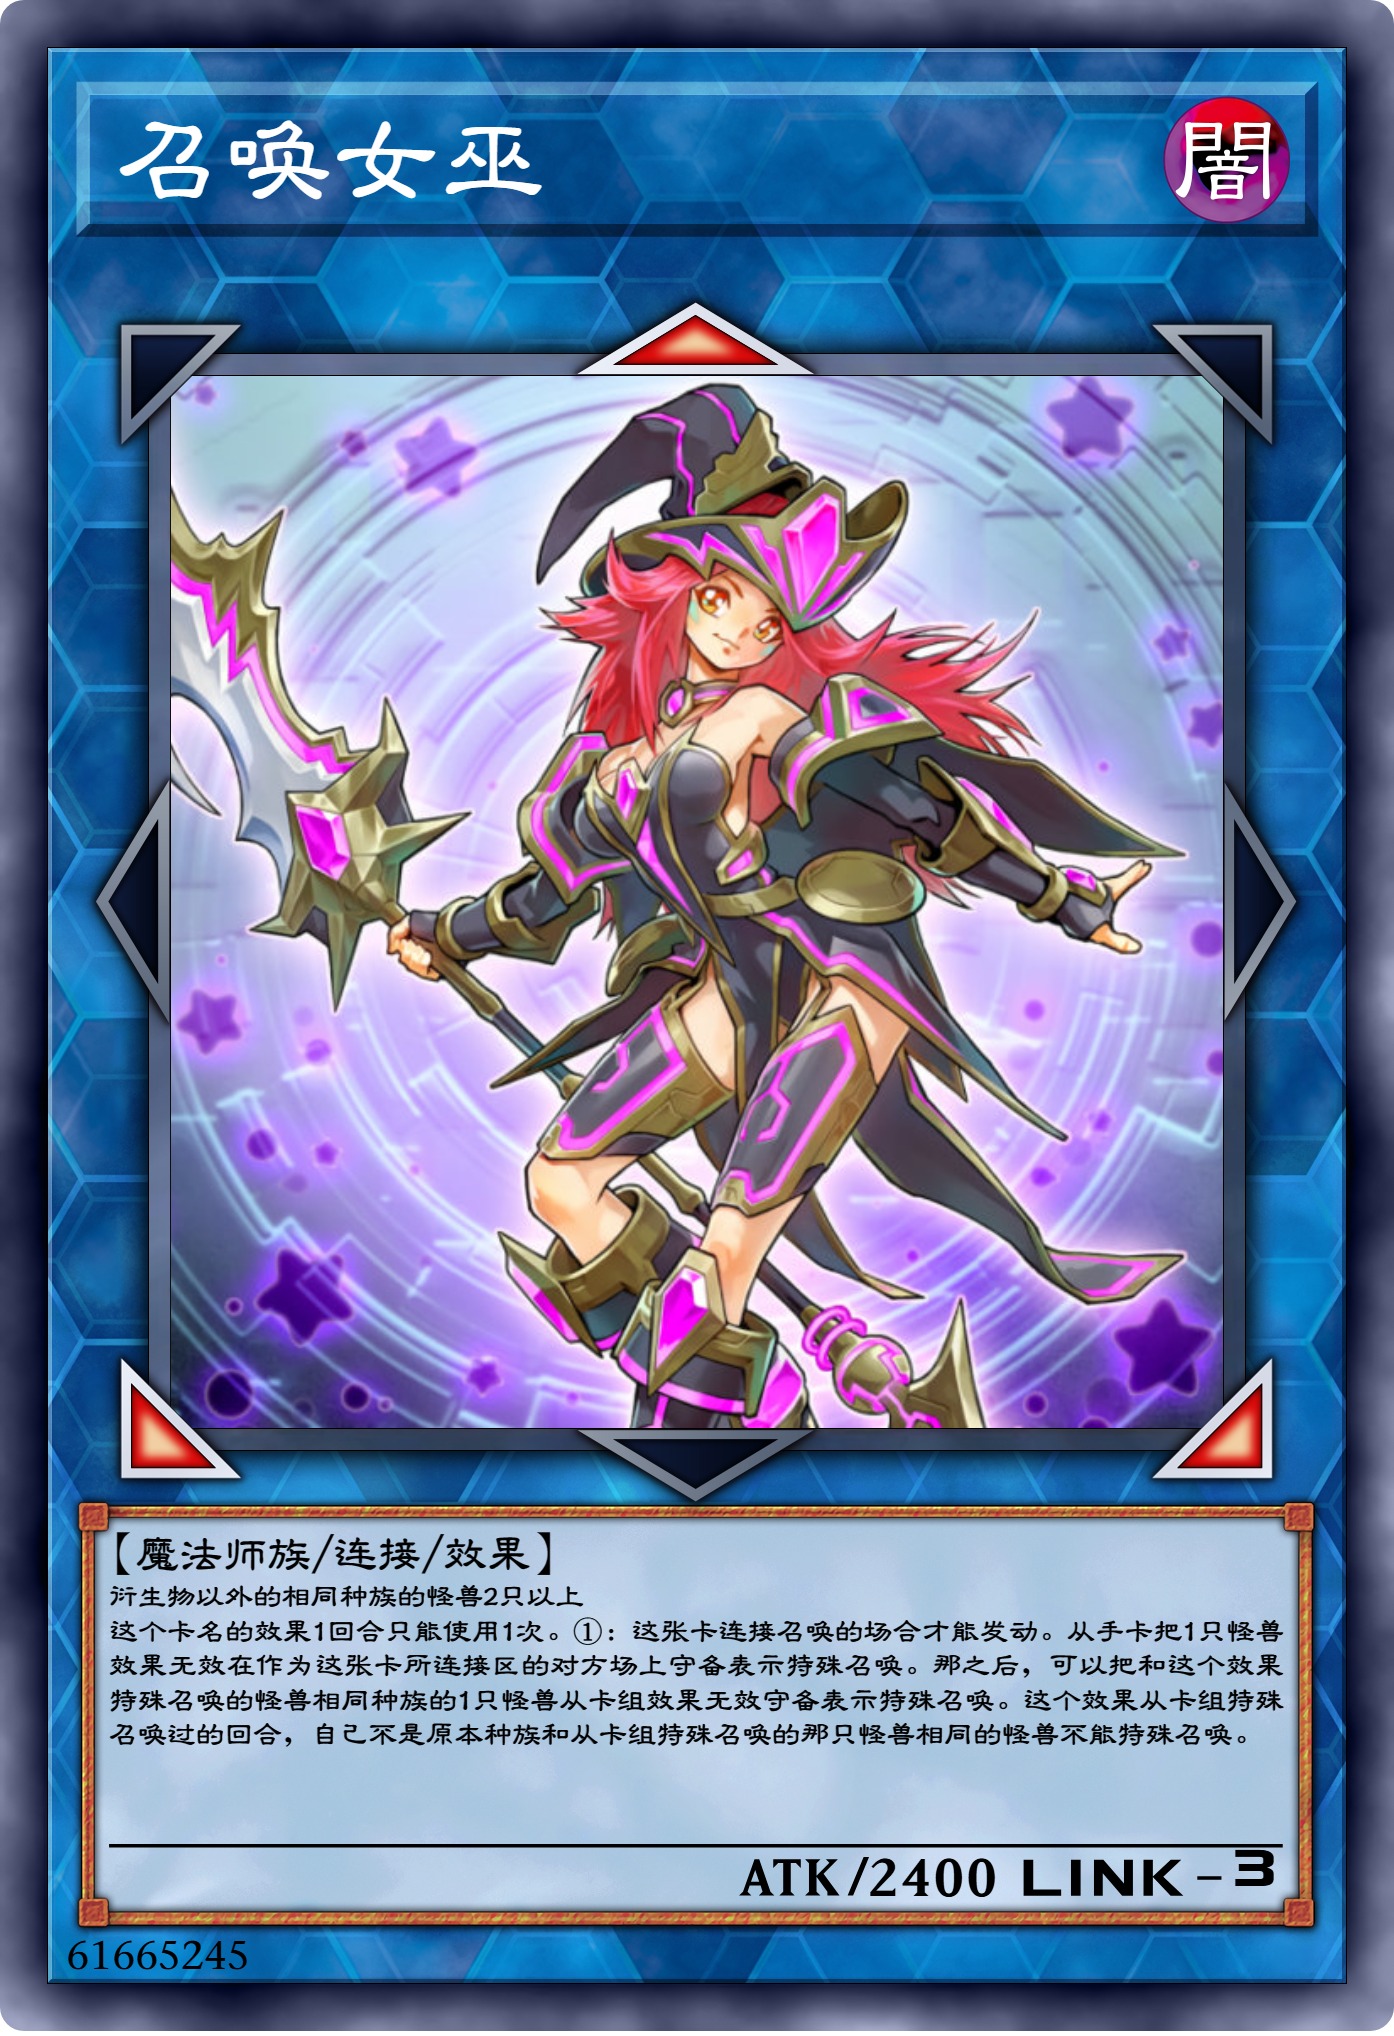 召唤女巫
闇
【魔法师族/连接/效果】
衍生物以外的相同种族的怪兽2只以上
这个卡名的效果1回合只能使用1次。①：这张卡连接召唤的场合才能发动。从手卡把1只怪兽
效果无效在作为这张卡所连接区的对方场上守备表示特殊召唤。那之后，可以把和这个效果
特殊召唤的怪兽相同种族的1只怪兽从卡组效果无效守备表示特殊召唤。这个效果从卡组特殊
召唤过的回合，自己不是原本种族和从卡组特殊召唤的那只怪兽相同的怪兽不能特殊召唤。
ATK/2400 LINK-3
61665245